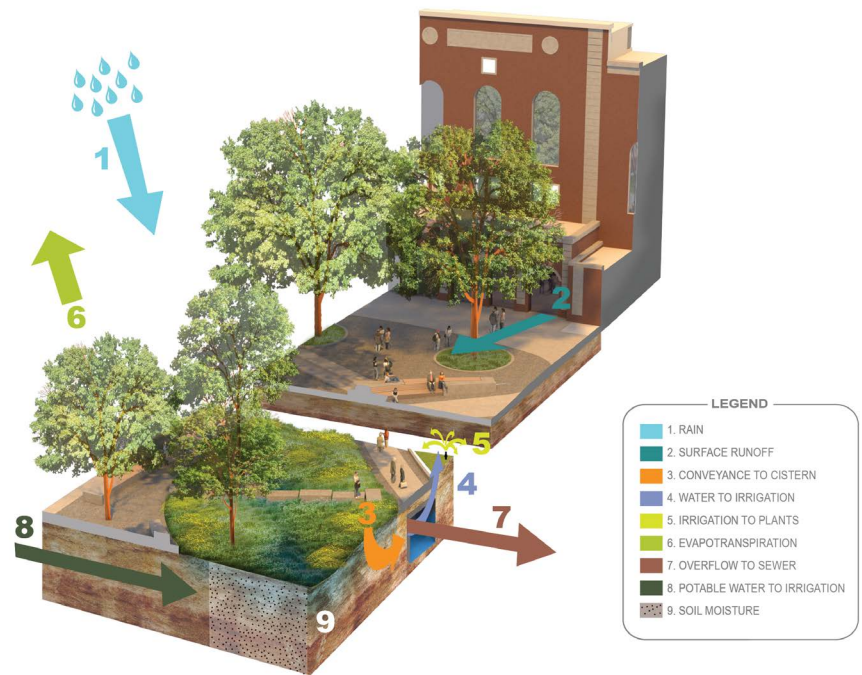 1
2
6
5
4
3
7
8
9
LEGEND
1. RAIN
2. SURFACE RUNOFF
3. CONVEYANCE TO CISTERN
4. WATER TO IRRIGATION
5. IRRIGATION TO PLANTS
6. EVAPOTRANSPIRATION
7. OVERFLOW TO SEWER
8. POTABLE WATER TO IRRIGATION
9. SOIL MOISTURE